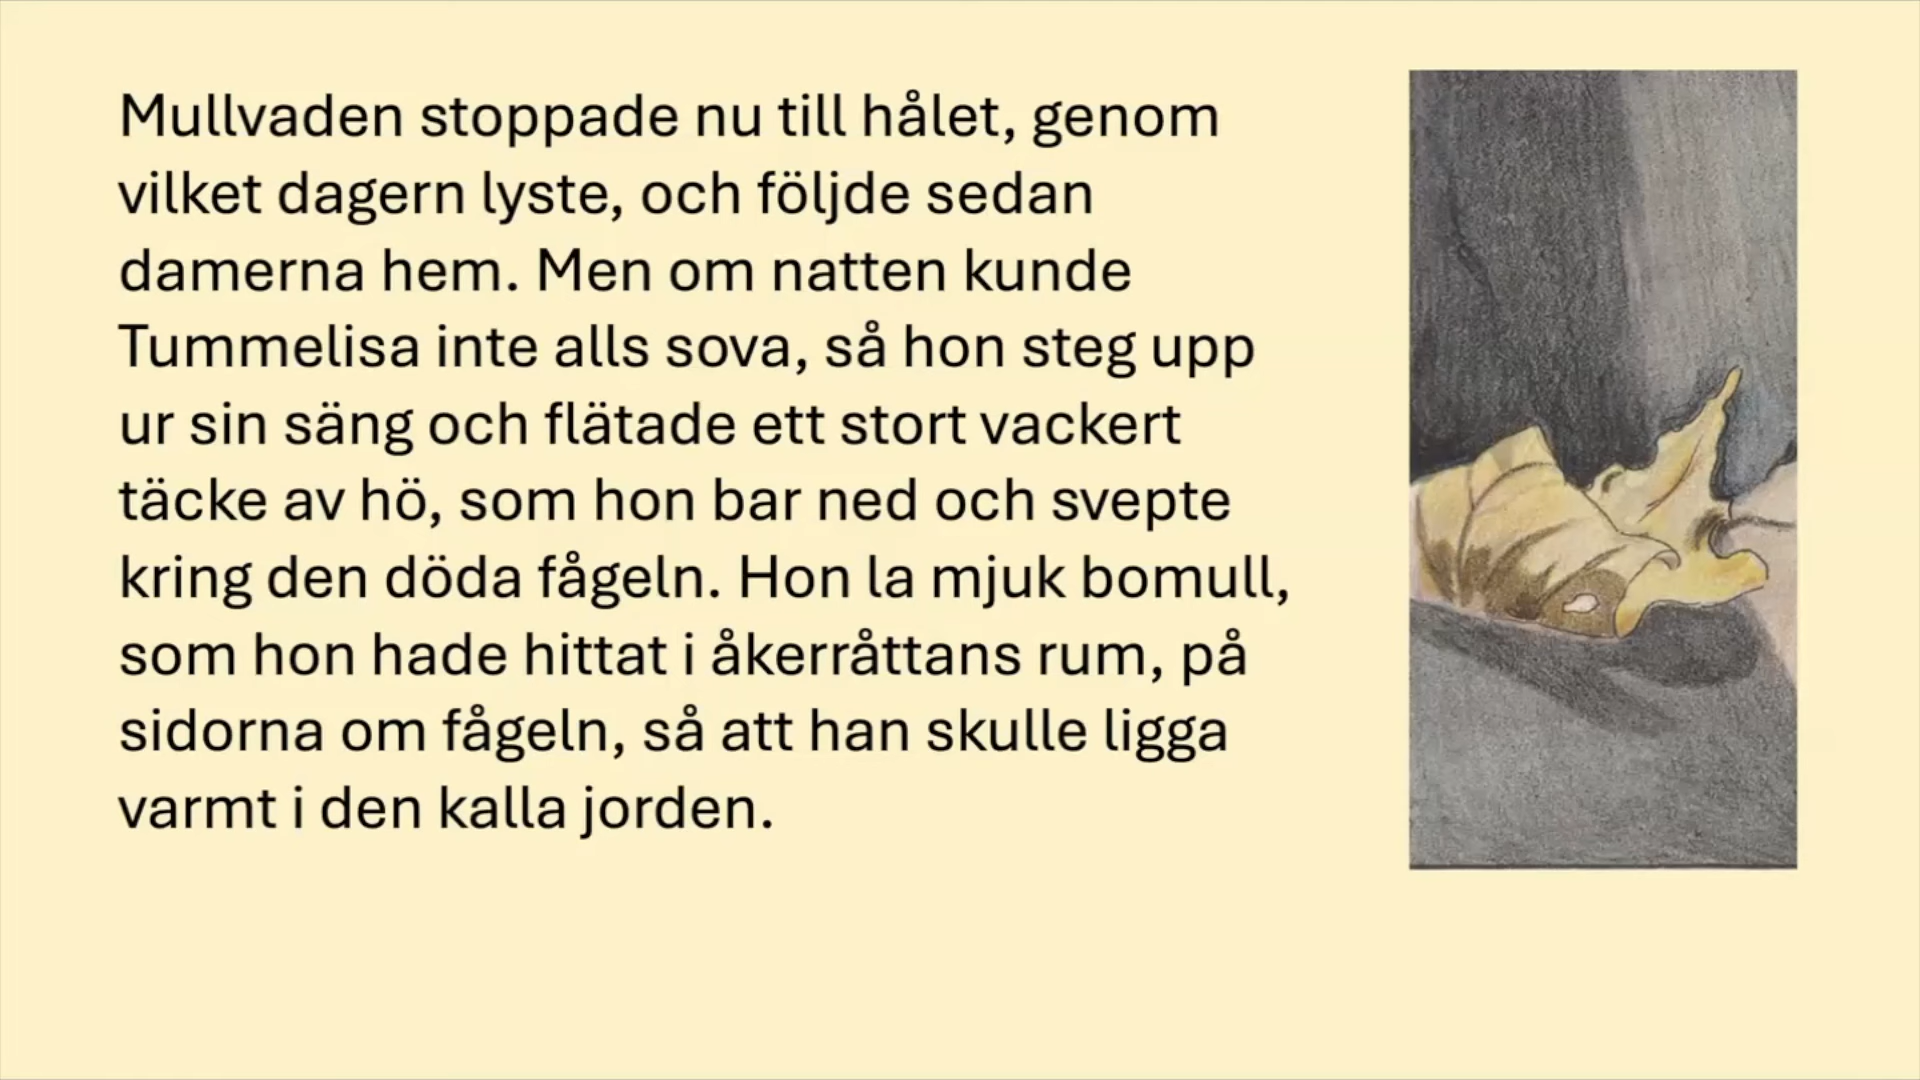 Mullvaden stoppade nu till hålet, genom
vilket dagern lyste, och följde sedan
damerna hem. Men om natten kunde
Tummelisa inte alls sova, så hon steg upp
ur sin säng och flätade ett stort vackert
täcke av hö, som hon bar ned och svepte
kring den döda fågeln. Hon la mjuk bomull,
som hon hade hittat i åkerråttans rum, på
sidorna om fågeln, så att han skulle ligga
varmt i den kalla jorden.